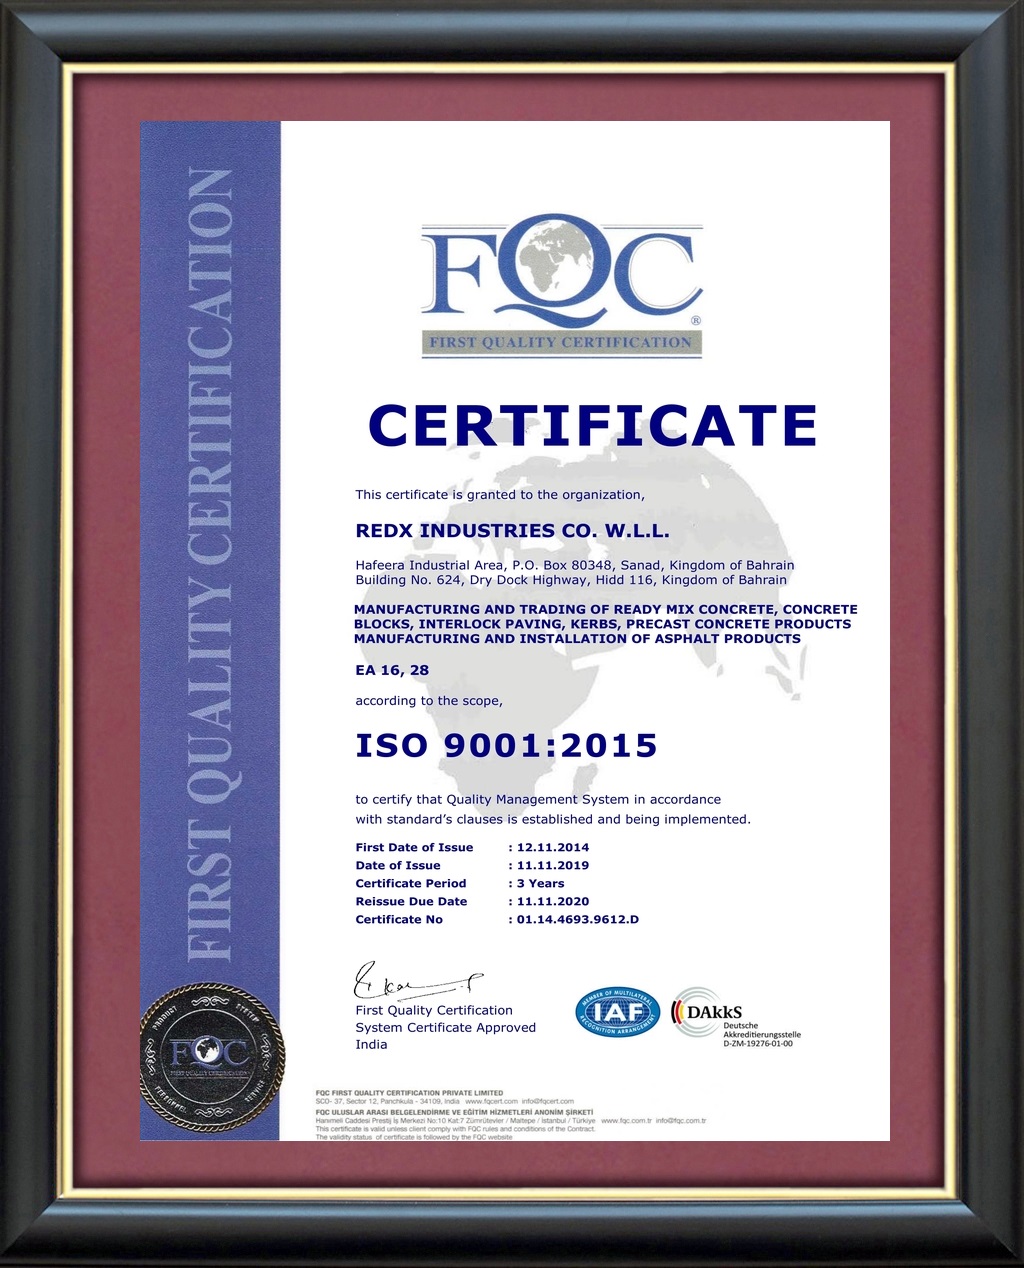 FIRST QUALITY CERTIFICATION
FQC
®
FIRST QUALITY CERTIFICATION
CERTIFICATE
This certificate is granted to the organization,
REDX INDUSTRIES CO. W.L.L.
Hafeera Industrial Area, P.O. Box 80348, Sanad, Kingdom of Bahrain
Building No. 624, Dry Dock Highway, Hidd 116, Kingdom of Bahrain
MANUFACTURING AND TRADING OF READY MIX CONCRETE, CONCRETE
BLOCKS, INTERLOCK PAVING, KERBS, PRECAST CONCRETE PRODUCTS
MANUFACTURING AND INSTALLATION OF ASPHALT PRODUCTS
EA 16, 28
according to the scope,
ISO 9001:2015
to certify that Quality Management System in accordance
with standard’s clauses is established and being implemented.
First Date of Issue : 12.11.2014
Date of Issue : 11.11.2019
Certificate Period : 3 Years
Reissue Due Date : 11.11.2020
Certificate No : 01.14.4693.9612.D
First Quality Certification
System Certificate Approved
India
MEMBER OF MULTILATERAL
IAF
RECOGNITION ARRANGEMENT
DAkkS
Deutsche
Akkreditierungsstelle
D-ZM-19276-01-00
PRODUCT
SYSTEM
FQC
FIRST QUALITY CERTIFICATION
PERSONNEL
SERVICE
FQC FIRST QUALITY CERTIFICATION PRIVATE LIMITED
SCO- 37, Sector 12, Panchkula - 34109, India www.fqcert.com info@fqcert.com
FQC ULUSLAR ARASI BELGELENDİRME VE EĞİTİM HİZMETLERİ ANONİM ŞİRKETİ
Hanımeli Caddesi Prestij İş Merkezi No:10 Kat:7 Zümrütevler / Maltepe / İstanbul / Türkiye www.fqc.com.tr info@fqc.com.tr
This certificate is valid unless client comply with FQC rules and conditions of the Contract.
The validity status of certificate is followed by the FQC website